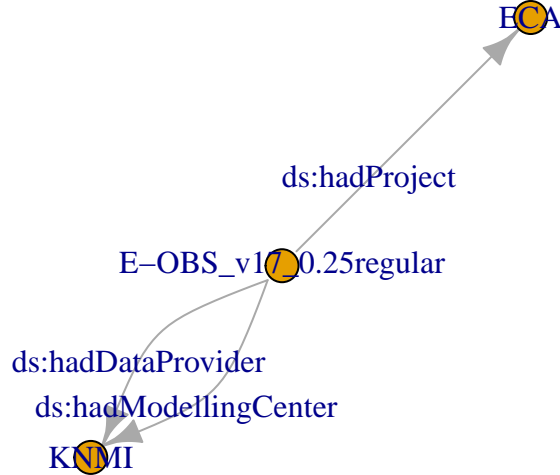 ECA
ds:hadProject
E−OBS_v17_0.25regular
ds:hadDataProvider
ds:hadModellingCenter
KNMI